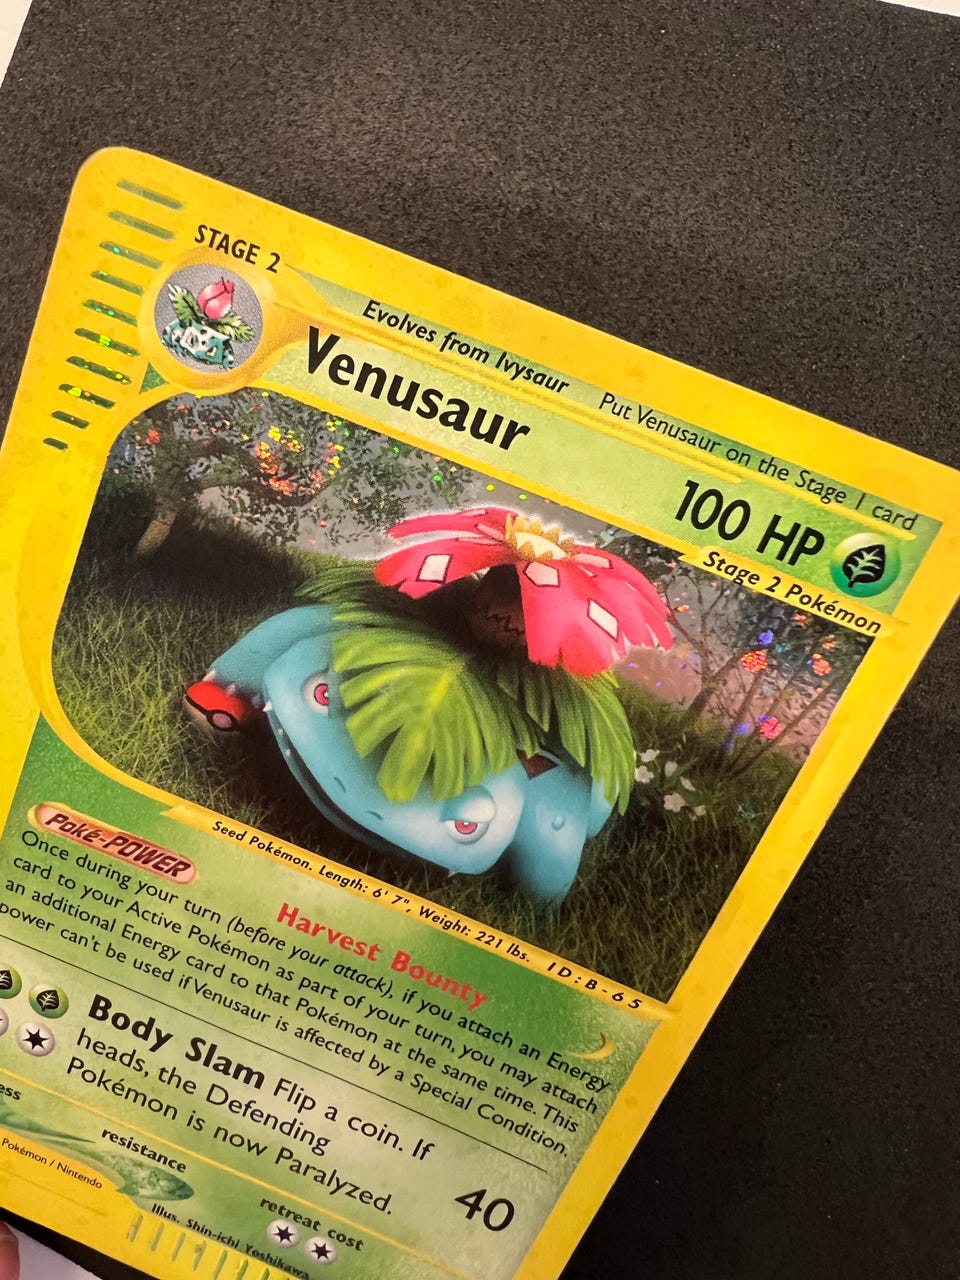 STAGE 2
Evolves from Ivysaur
Put Venusaur on the Stage 1 card
Venusaur
100 HP
Stage 2 Pokémon
Seed Pokémon. Length: 6' 7", Weight: 221 lbs. ID:B-65
Poké-POWER
Harvest Bounty
Once during your turn (before your attack), if you attach an Energy
card to your Active Pokémon as part of your turn, you may attach
an additional Energy card to that Pokémon at the same time. This
power can't be used if Venusaur is affected by a Special Condition.
Body Slam Flip a coin. If
heads, the Defending
Pokémon is now Paralyzed.
40
resistance
retreat cost
Pokémon / Nintendo
Illus. Shin-ichi Yoshikawa